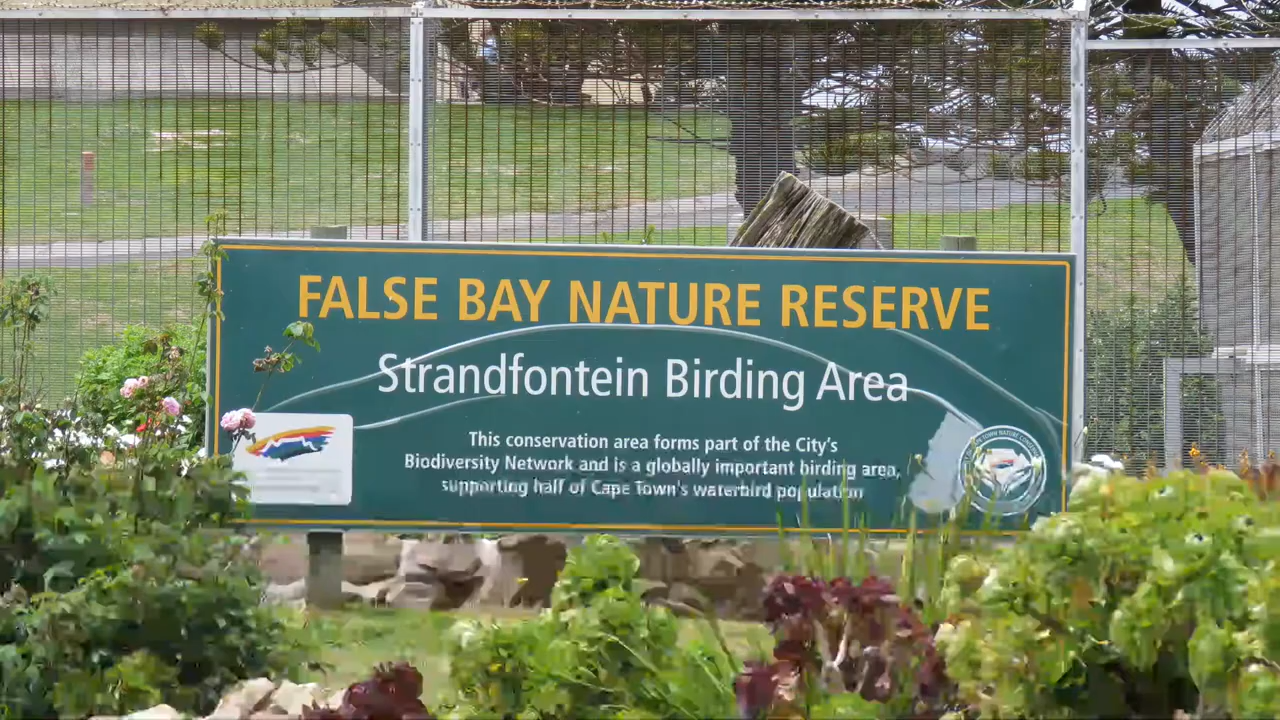 FALSE BAY NATURE RESERVE
Strandfontein Birding Area
This conservation area forms part of the City's
Biodiversity Network and is a globally important birding area,
supporting half of Cape Town's waterbird population